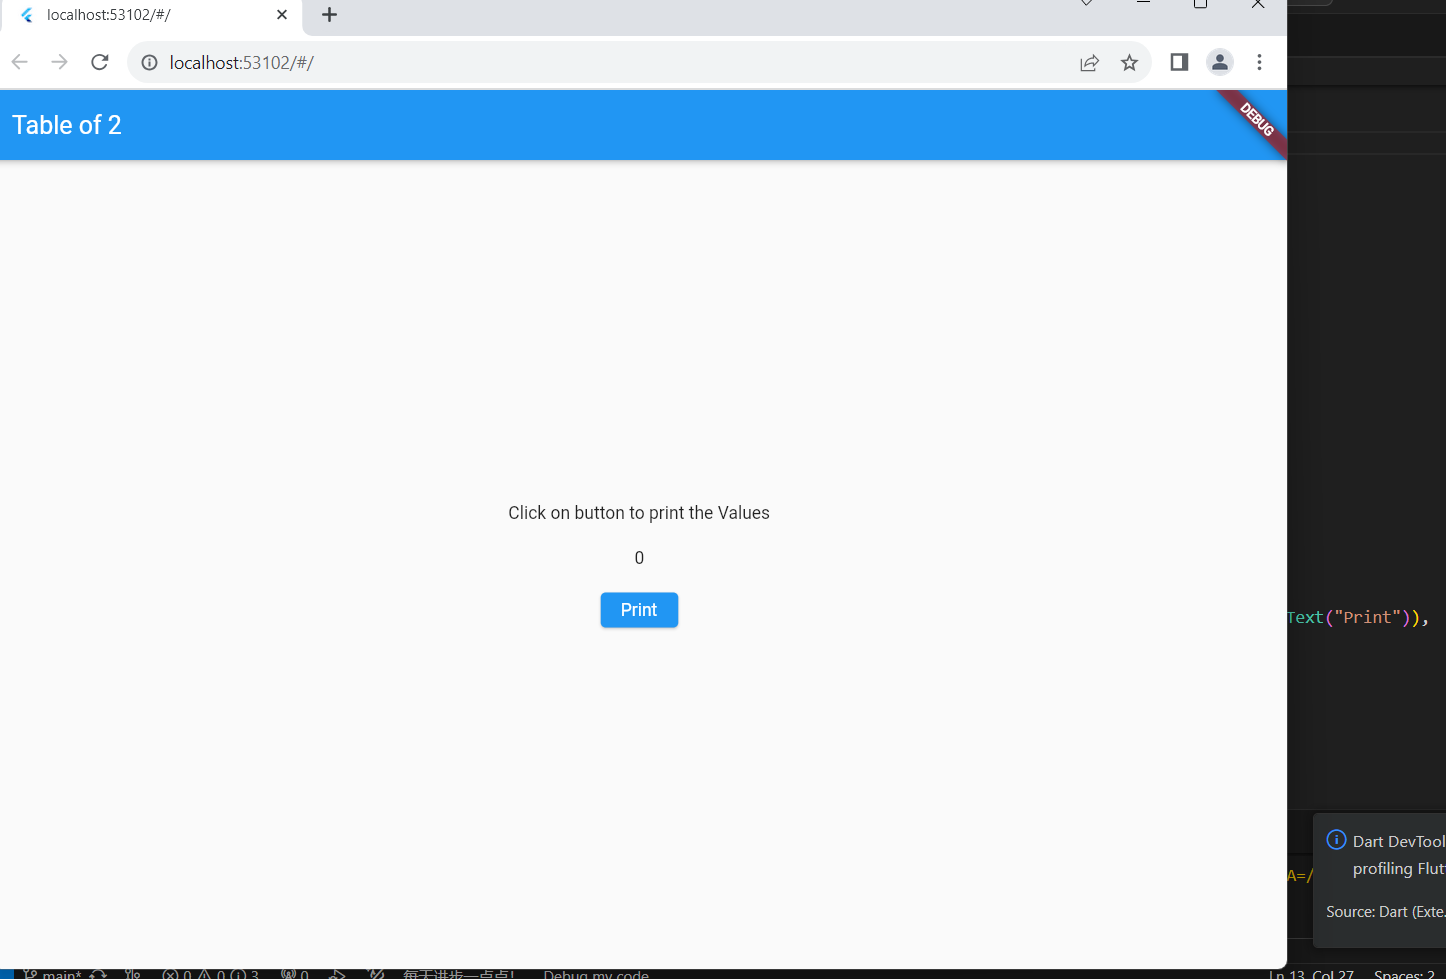 localhost:53102/#/
localhost:53102/#/
Table of 2
DEBUG
Click on button to print the Values
0
Print
Text("Print")),
Dart DevTool
profiling Flut
A=/
Source: Dart (Exte.
main* 0 0 3 0 每天进步一点点! Debug my code Ln 13, Col 27 Spaces: 2